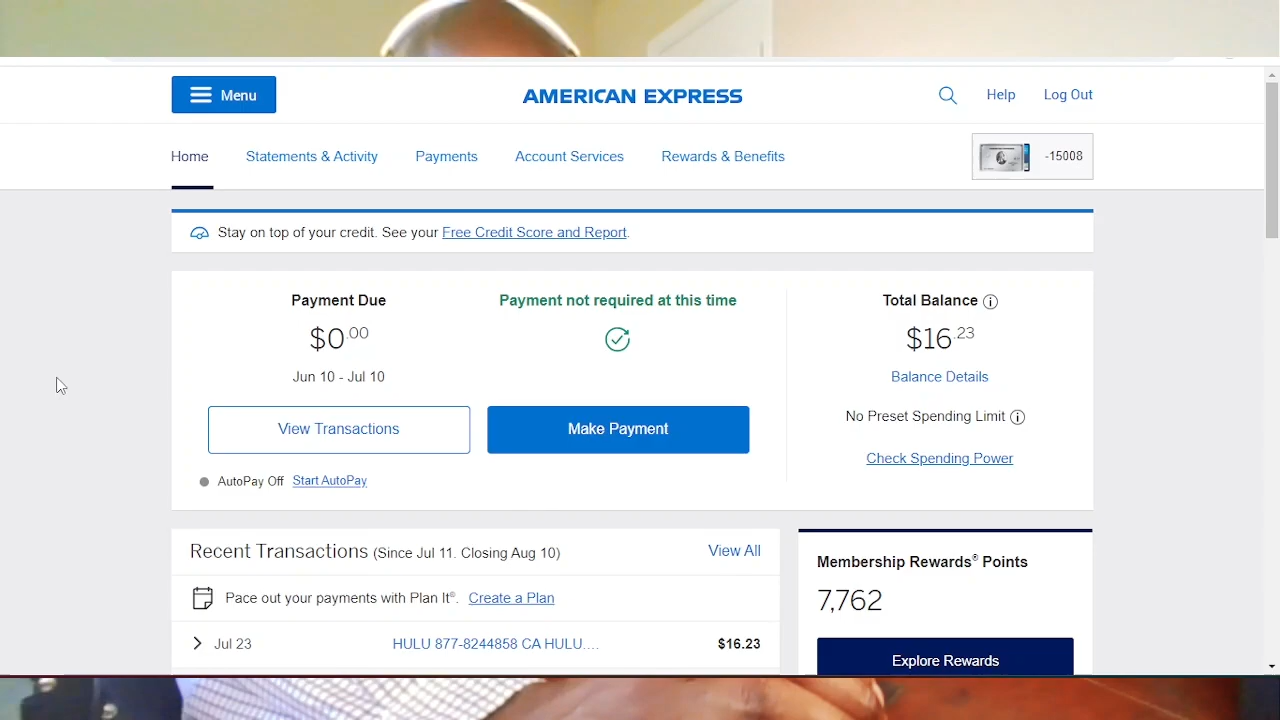 Menu
AMERICAN EXPRESS
Help
Log Out
Home
Statements & Activity
Payments
Account Services
Rewards & Benefits
-15008
Stay on top of your credit. See your Free Credit Score and Report.
Payment Due
$0.00
Jun 10 - Jul 10
Payment not required at this time
View Transactions
Make Payment
AutoPay Off Start AutoPay
Total Balance
$16.23
Balance Details
No Preset Spending Limit
Check Spending Power
Recent Transactions (Since Jul 11. Closing Aug 10)
View All
Pace out your payments with Plan It®. Create a Plan
Jul 23 HULU 877-8244858 CA HULU.... $16.23
Membership Rewards® Points
7,762
Explore Rewards